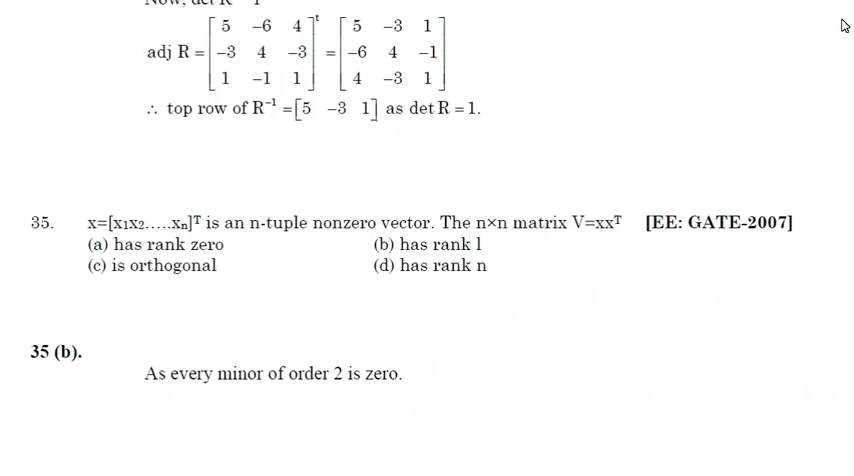 Now, det R = 1
adj R = [5 −6 4; −3 4 −3; 1 −1 1]ᵗ = [5 −3 1; −6 4 −1; 4 −3 1]
∴ top row of R⁻¹ =[5 −3 1] as det R = 1.
35. x=[x₁x₂…..xₙ]ᵀ is an n-tuple nonzero vector. The n×n matrix V=xxᵀ [EE: GATE-2007]
(a) has rank zero (b) has rank l
(c) is orthogonal (d) has rank n
35 (b).
As every minor of order 2 is zero.